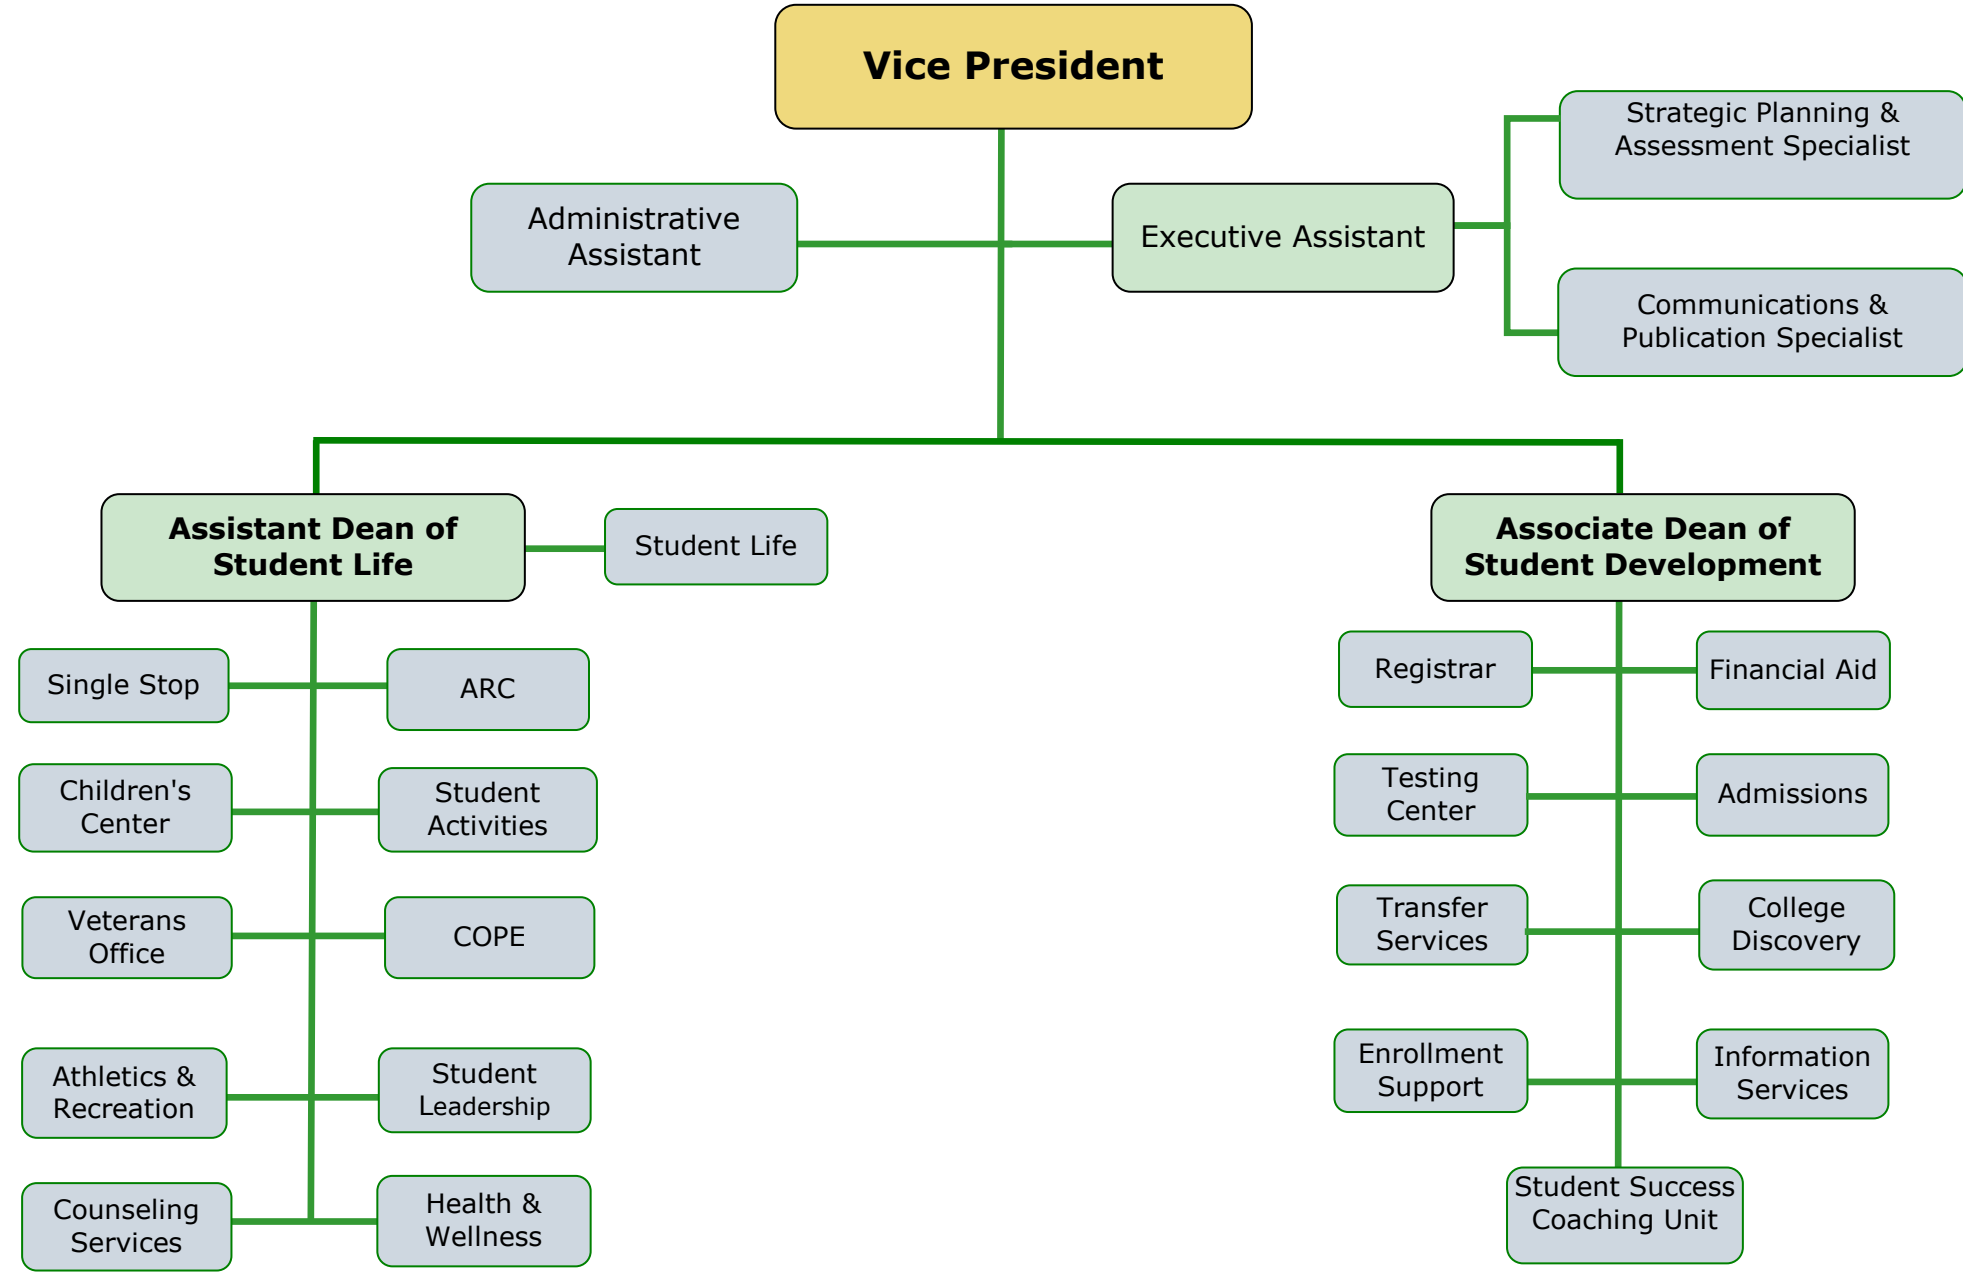 Vice President
Strategic Planning &
Assessment Specialist
Administrative
Assistant
Executive Assistant
Communications &
Publication Specialist
Assistant Dean of
Student Life
Student Life
Associate Dean of
Student Development
Single Stop
ARC
Registrar
Financial Aid
Children's
Center
Student
Activities
Testing
Center
Admissions
Veterans
Office
COPE
Transfer
Services
College
Discovery
Athletics &
Recreation
Student
Leadership
Enrollment
Support
Information
Services
Counseling
Services
Health &
Wellness
Student Success
Coaching Unit